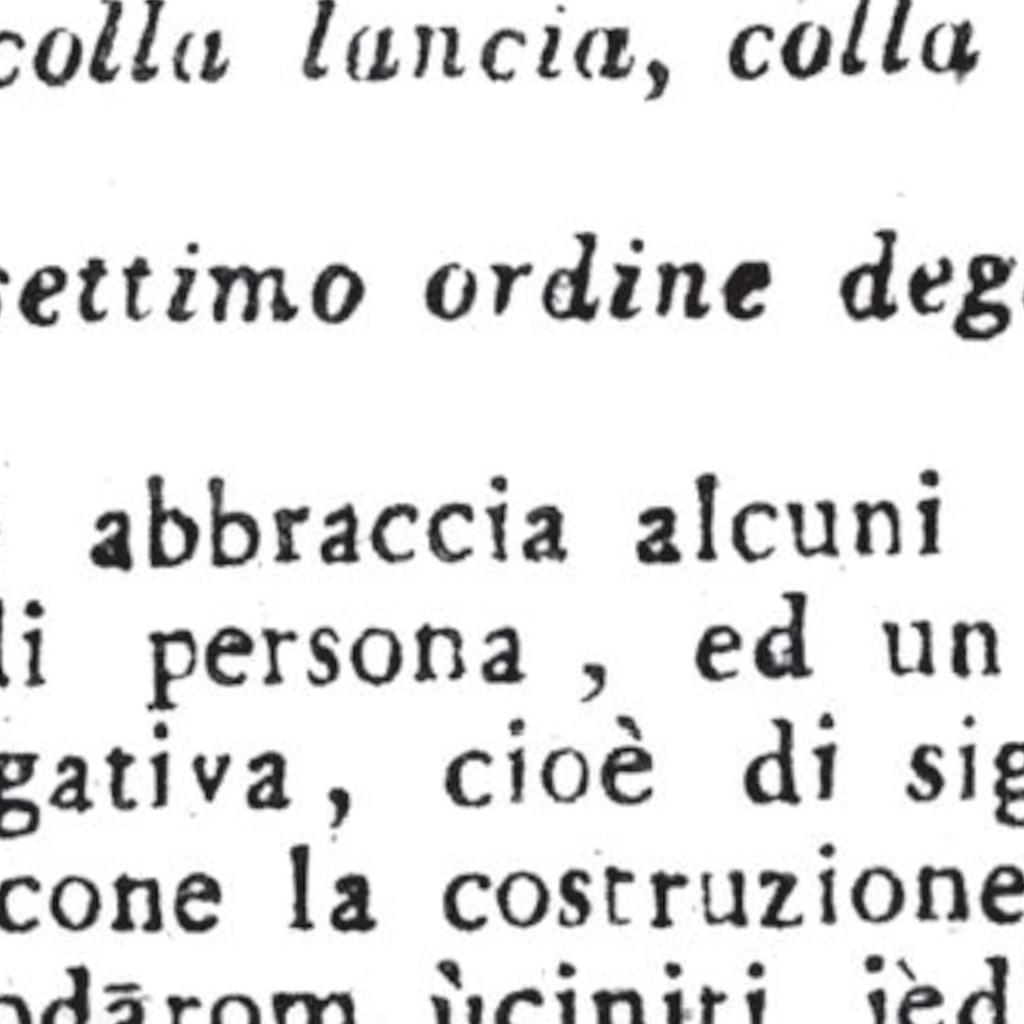 colla lancia, colla
settimo ordine deg
abbraccia alcuni
li persona , ed un
gativa , cioè di sig
cone la costruzione
odārom ùciniti ièd